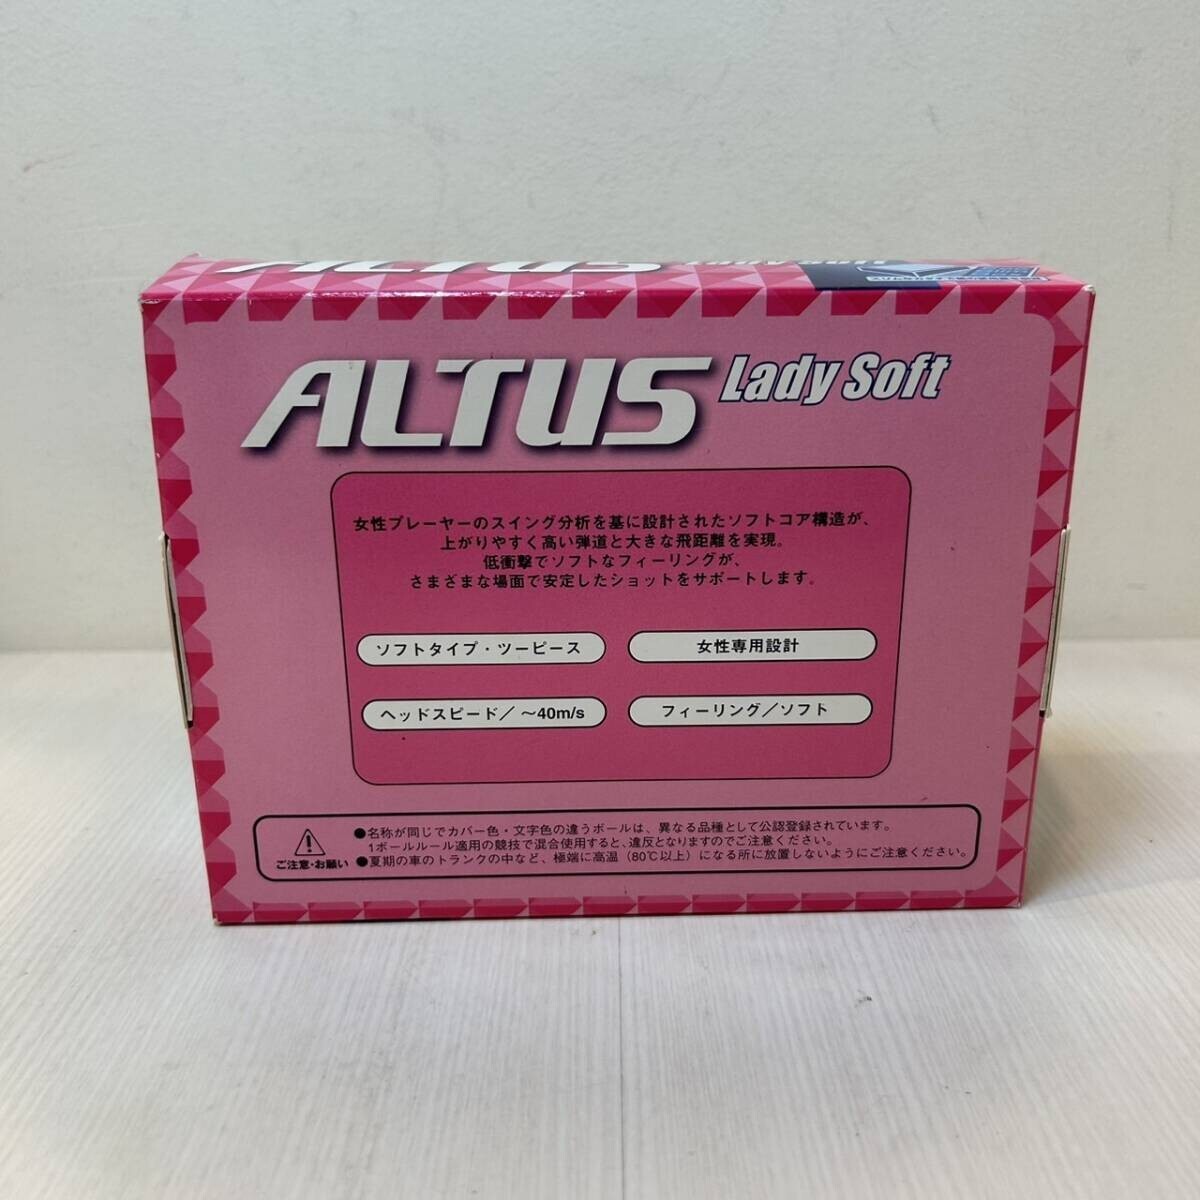 ALTUS Lady Soft
ALTUS Lady Soft
女性プレーヤーのスイング分析を基に設計されたソフトコア構造が、
上がりやすく高い弾道と大きな飛距離を実現。
低衝撃でソフトなフィーリングが、
さまざまな場面で安定したショットをサポートします。
ソフトタイプ・ツーピース
女性専用設計
ヘッドスピード／〜40m/s
フィーリング／ソフト
ご注意・お願い
●名称が同じでカバー色・文字色の違うボールは、異なる品種として公認登録されています。
1ボールルール適用の競技で混合使用すると、違反となりますのでご注意ください。
●夏期の車のトランクの中など、極端に高温（80℃以上）になる所に放置しないようにご注意ください。